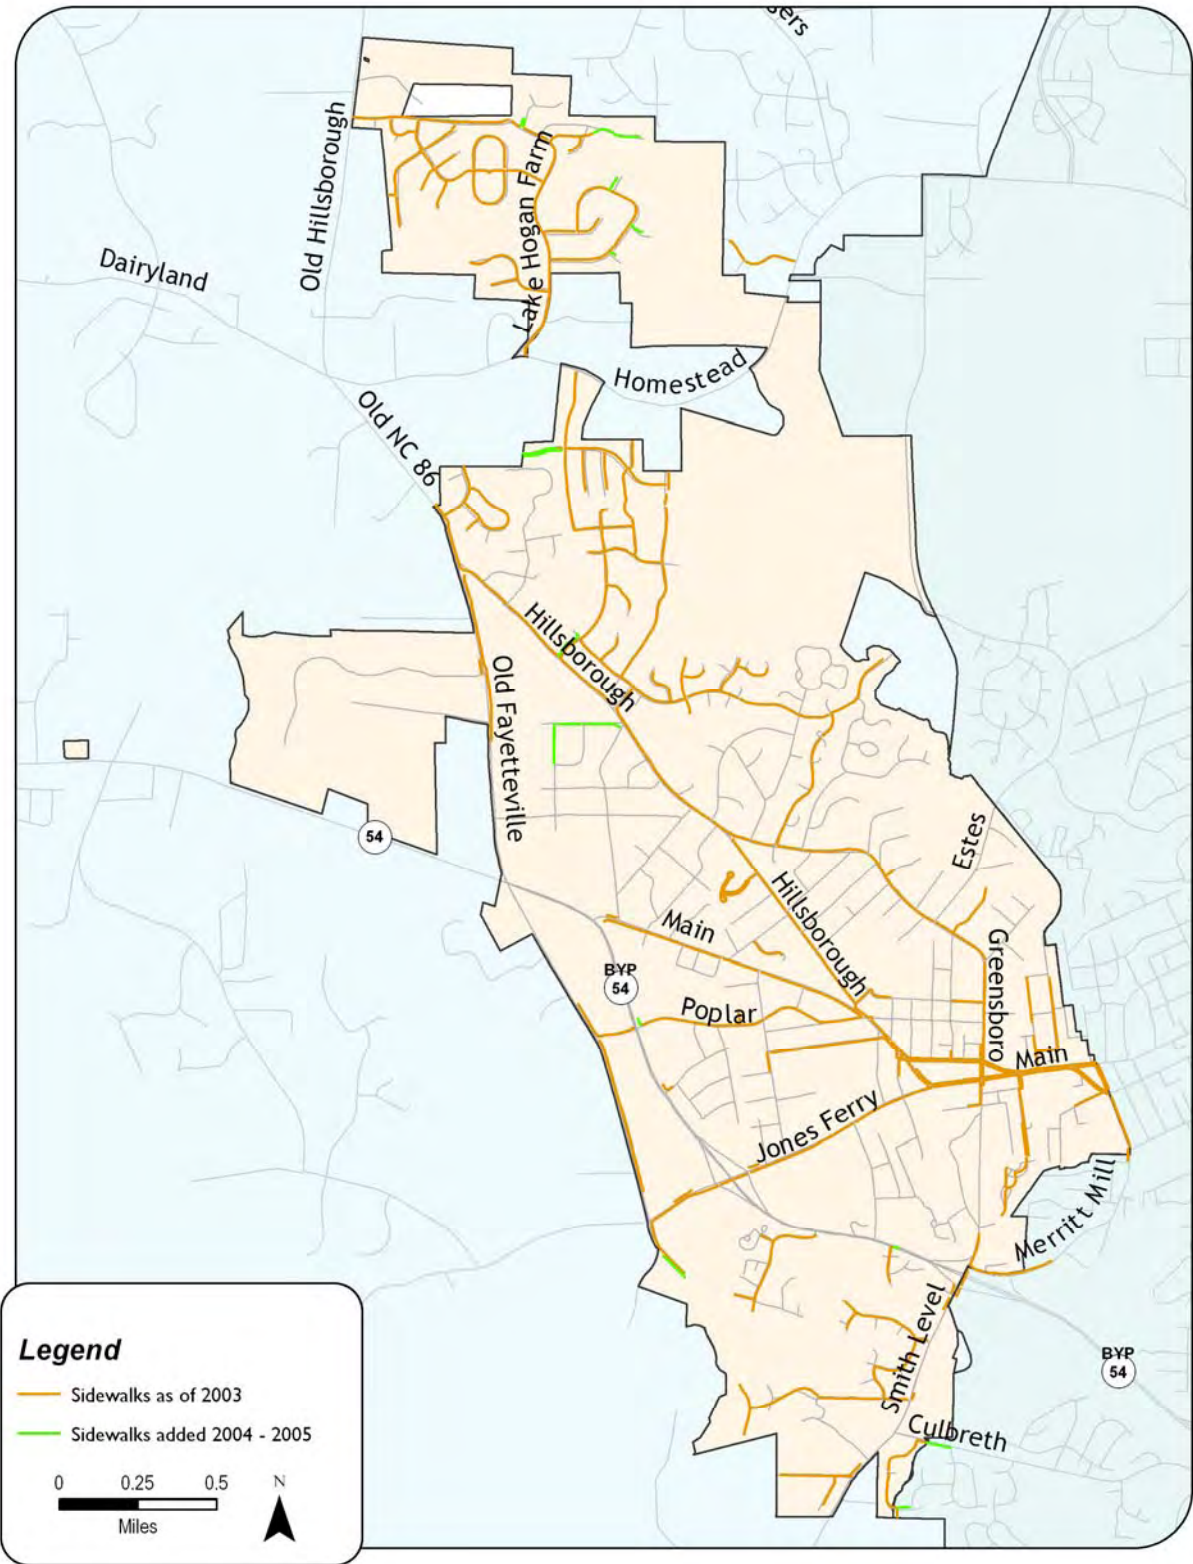 Old Hillsborough
Lake Hogan Farm
Dairyland
Homestead
Old NC 86
Hillsborough
Old Fayetteville
54
Estes
Hillsborough
Main
Greensboro
BYP
54
Poplar
Main
Jones Ferry
Merritt Mill
Smith Level
BYP
54
Culbreth
Legend
Sidewalks as of 2003
Sidewalks added 2004 - 2005
0 0.25 0.5
Miles
N